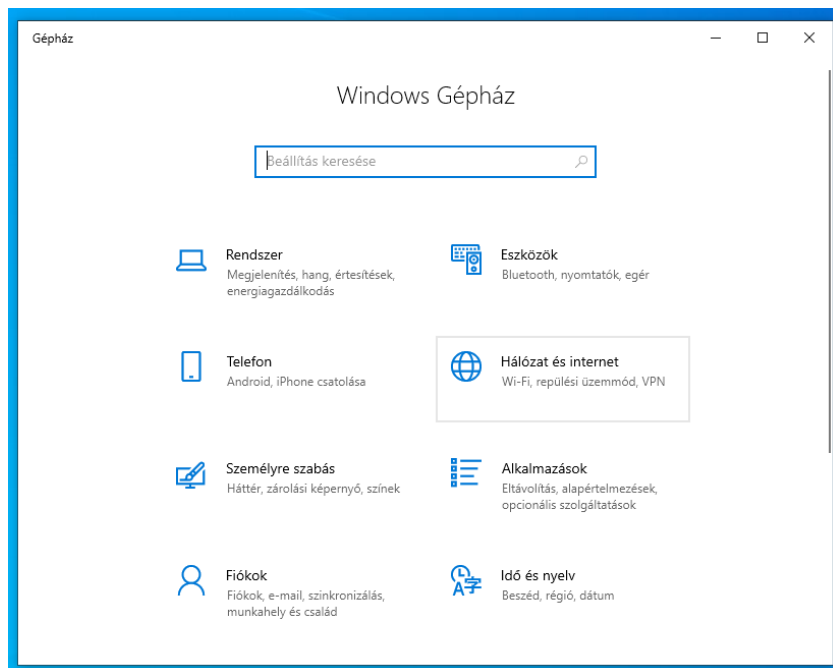 Gépház
Windows Gépház
Beállítás keresése
Rendszer
Megjelenítés, hang, értesítések,
energiagazdálkodás
Eszközök
Bluetooth, nyomtatók, egér
Telefon
Android, iPhone csatolása
Hálózat és internet
Wi-Fi, repülési üzemmód, VPN
Személyre szabás
Háttér, zárolási képernyő, színek
Alkalmazások
Eltávolítás, alapértelmezések,
opcionális szolgáltatások
Fiókok
Fiókok, e-mail, szinkronizálás,
munkahely és család
Idő és nyelv
Beszéd, régió, dátum